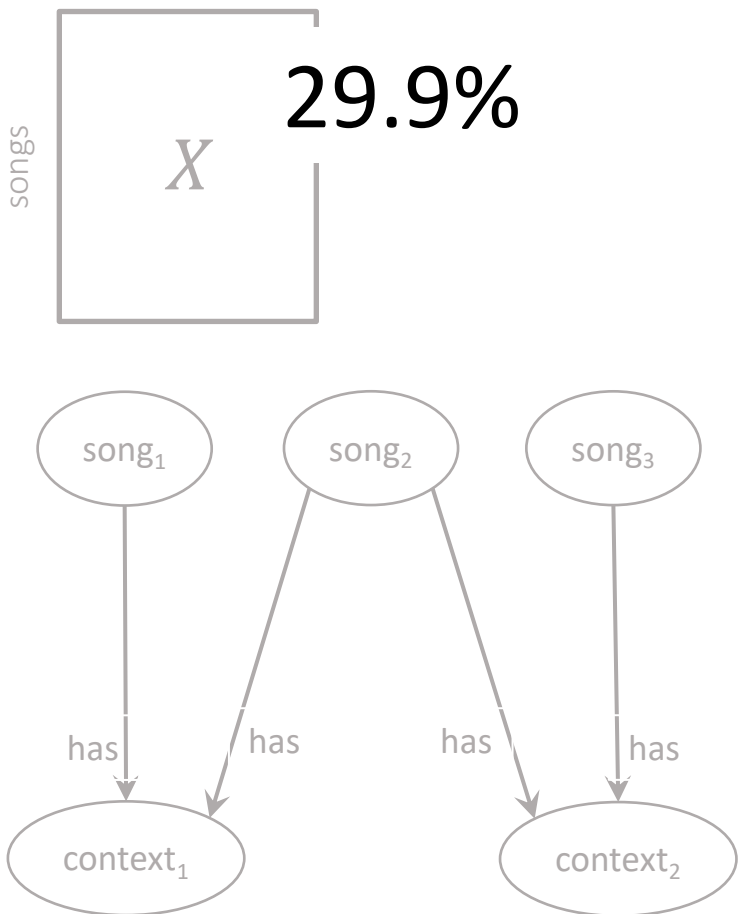 29.9%
songs
X
song₁ song₂ song₃
has has has has
context₁ context₂